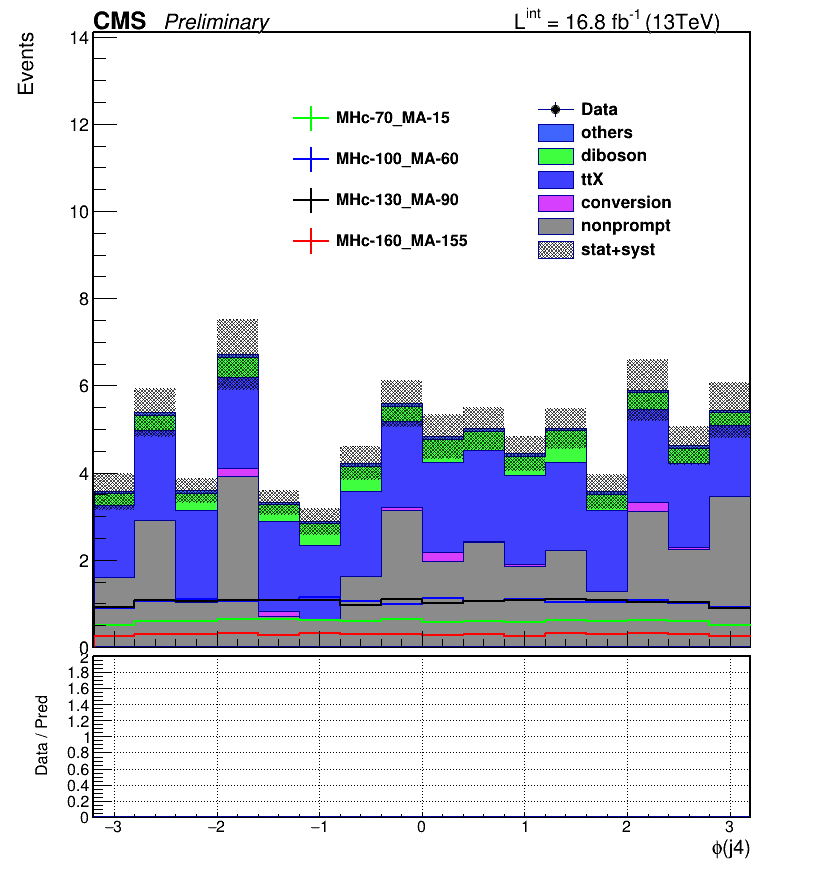 CMS Preliminary L^int = 16.8 fb^-1 (13TeV)
Events
14
12
10
8
6
4
2
0
MHc-70_MA-15
MHc-100_MA-60
MHc-130_MA-90
MHc-160_MA-155
Data
others
diboson
ttX
conversion
nonprompt
stat+syst
Data / Pred
2
1.8
1.6
1.4
1.2
1
0.8
0.6
0.4
0.2
0
−3 −2 −1 0 1 2 3
ϕ(j4)